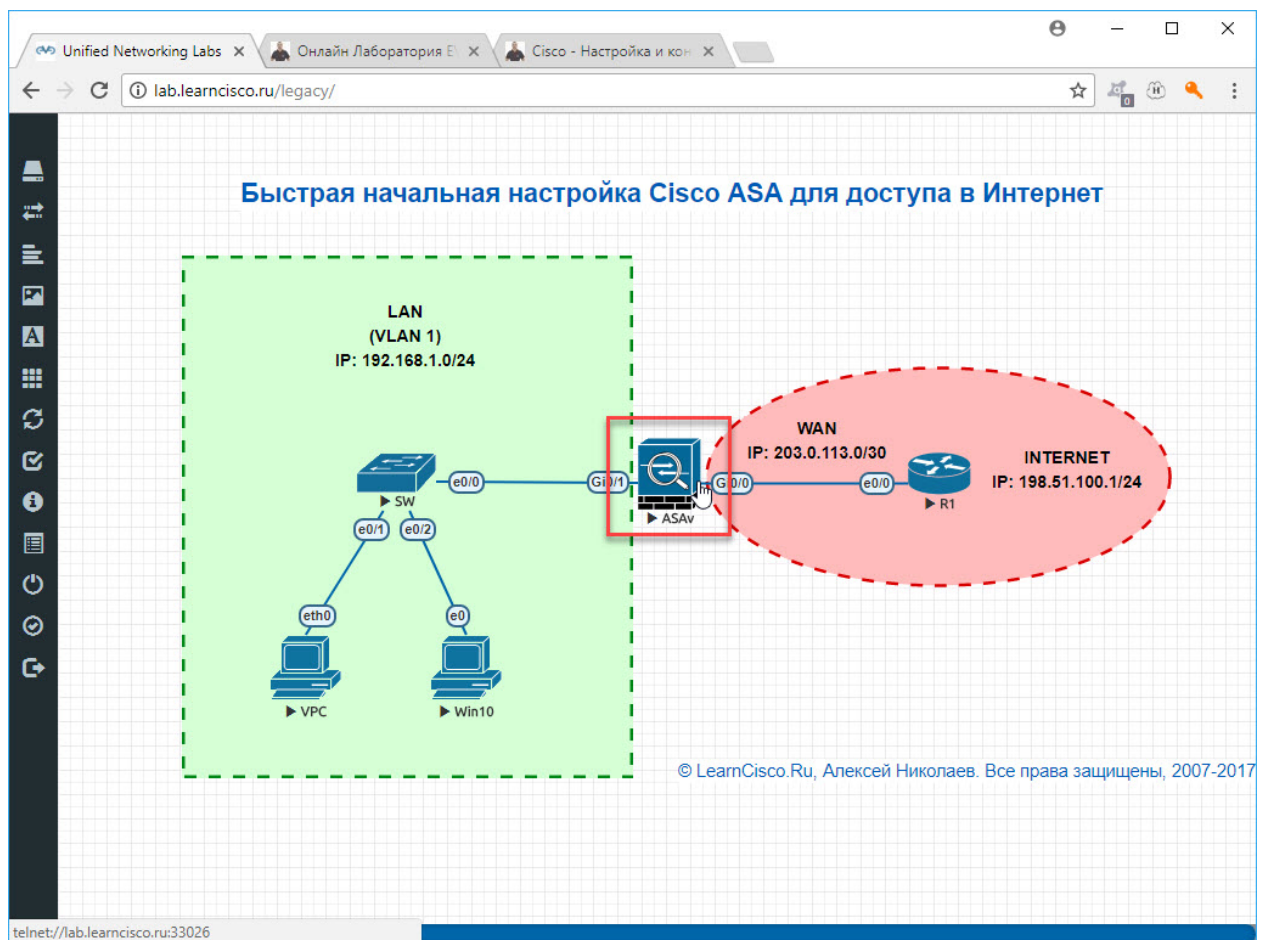 Unified Networking Labs
Онлайн Лаборатория E
Cisco - Настройка и кон
lab.learncisco.ru/legacy/
0
H
Быстрая начальная настройка Cisco ASA для доступа в Интернет
LAN
(VLAN 1)
IP: 192.168.1.0/24
WAN
IP: 203.0.113.0/30
INTERNET
IP: 198.51.100.1/24
e0/0
Gi0/1
Gi0/0
e0/0
SW
ASAv
R1
e0/1
e0/2
eth0
e0
VPC
Win10
© LearnCisco.Ru, Алексей Николаев. Все права защищены, 2007-2017
telnet://lab.learncisco.ru:33026